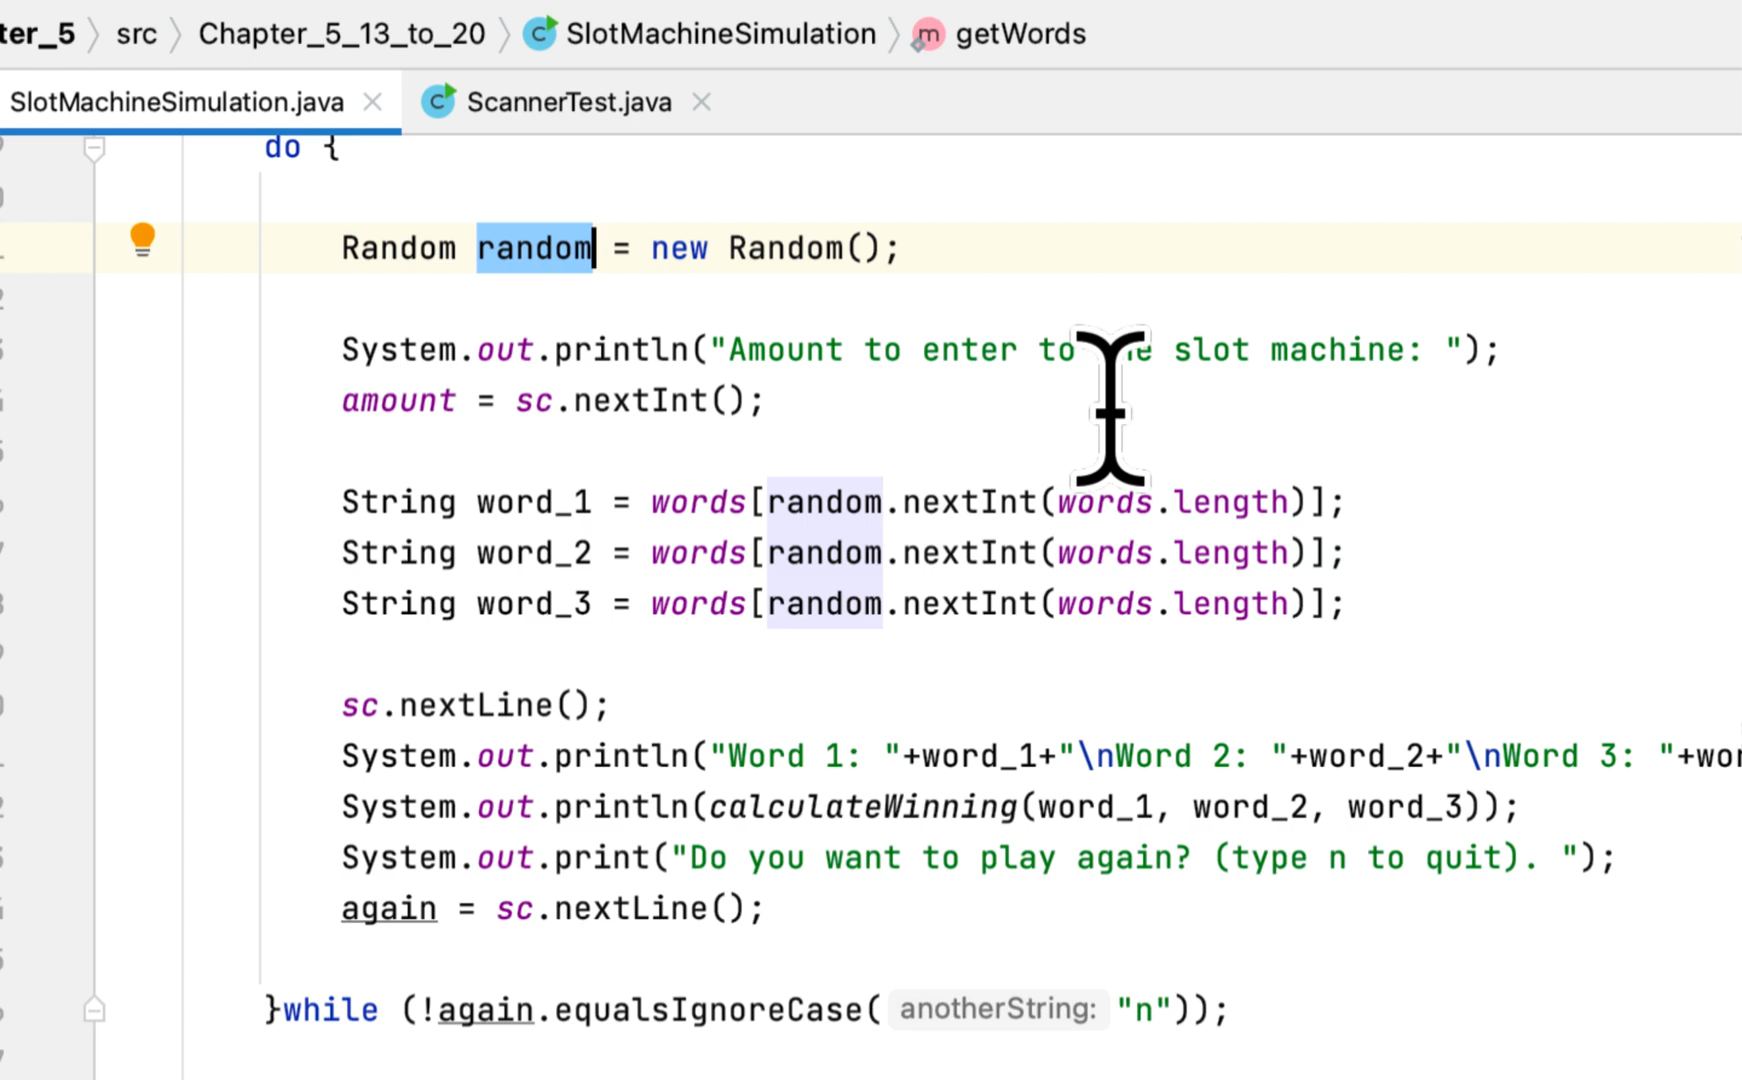 ter_5 src Chapter_5_13_to_20 SlotMachineSimulation getWords
SlotMachineSimulation.java ScannerTest.java
do {
Random random = new Random();
System.out.println("Amount to enter to slot machine: ");
amount = sc.nextInt();
String word_1 = words[random.nextInt(words.length)];
String word_2 = words[random.nextInt(words.length)];
String word_3 = words[random.nextInt(words.length)];
sc.nextLine();
System.out.println("Word 1: "+word_1+"\nWord 2: "+word_2+"\nWord 3: "+wor
System.out.println(calculateWinning(word_1, word_2, word_3));
System.out.print("Do you want to play again? (type n to quit). ");
again = sc.nextLine();
}while (!again.equalsIgnoreCase( anotherString: "n"));